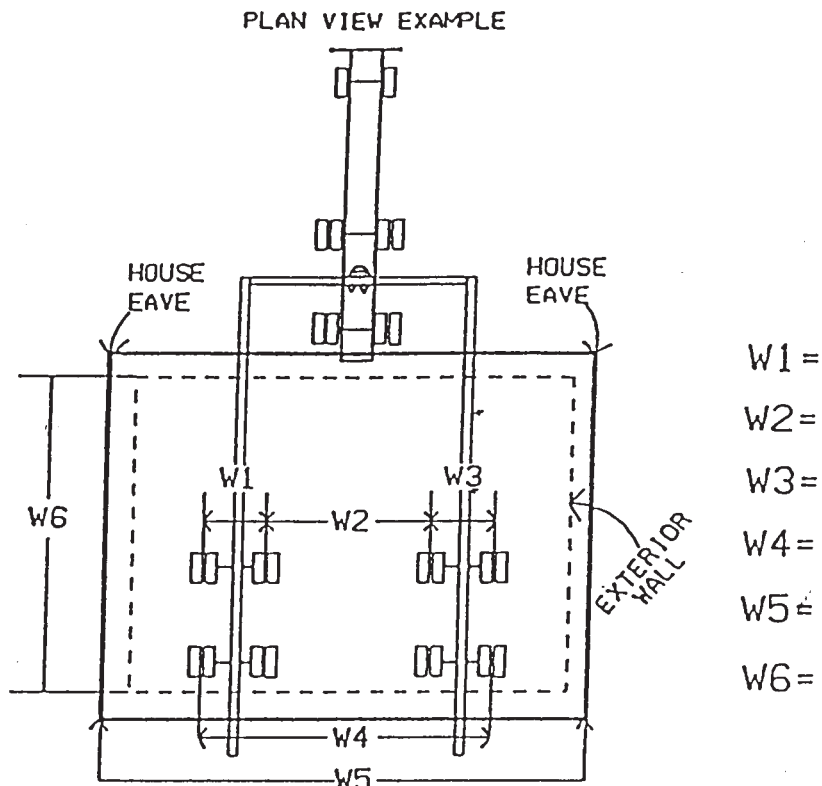 PLAN VIEW EXAMPLE
HOUSE
EAVE
HOUSE
EAVE
W1 =
W2=
W3=
W4=
W5=
W6=
W1
W3
W6
W2
EXTERIOR
WALL
W4
W5